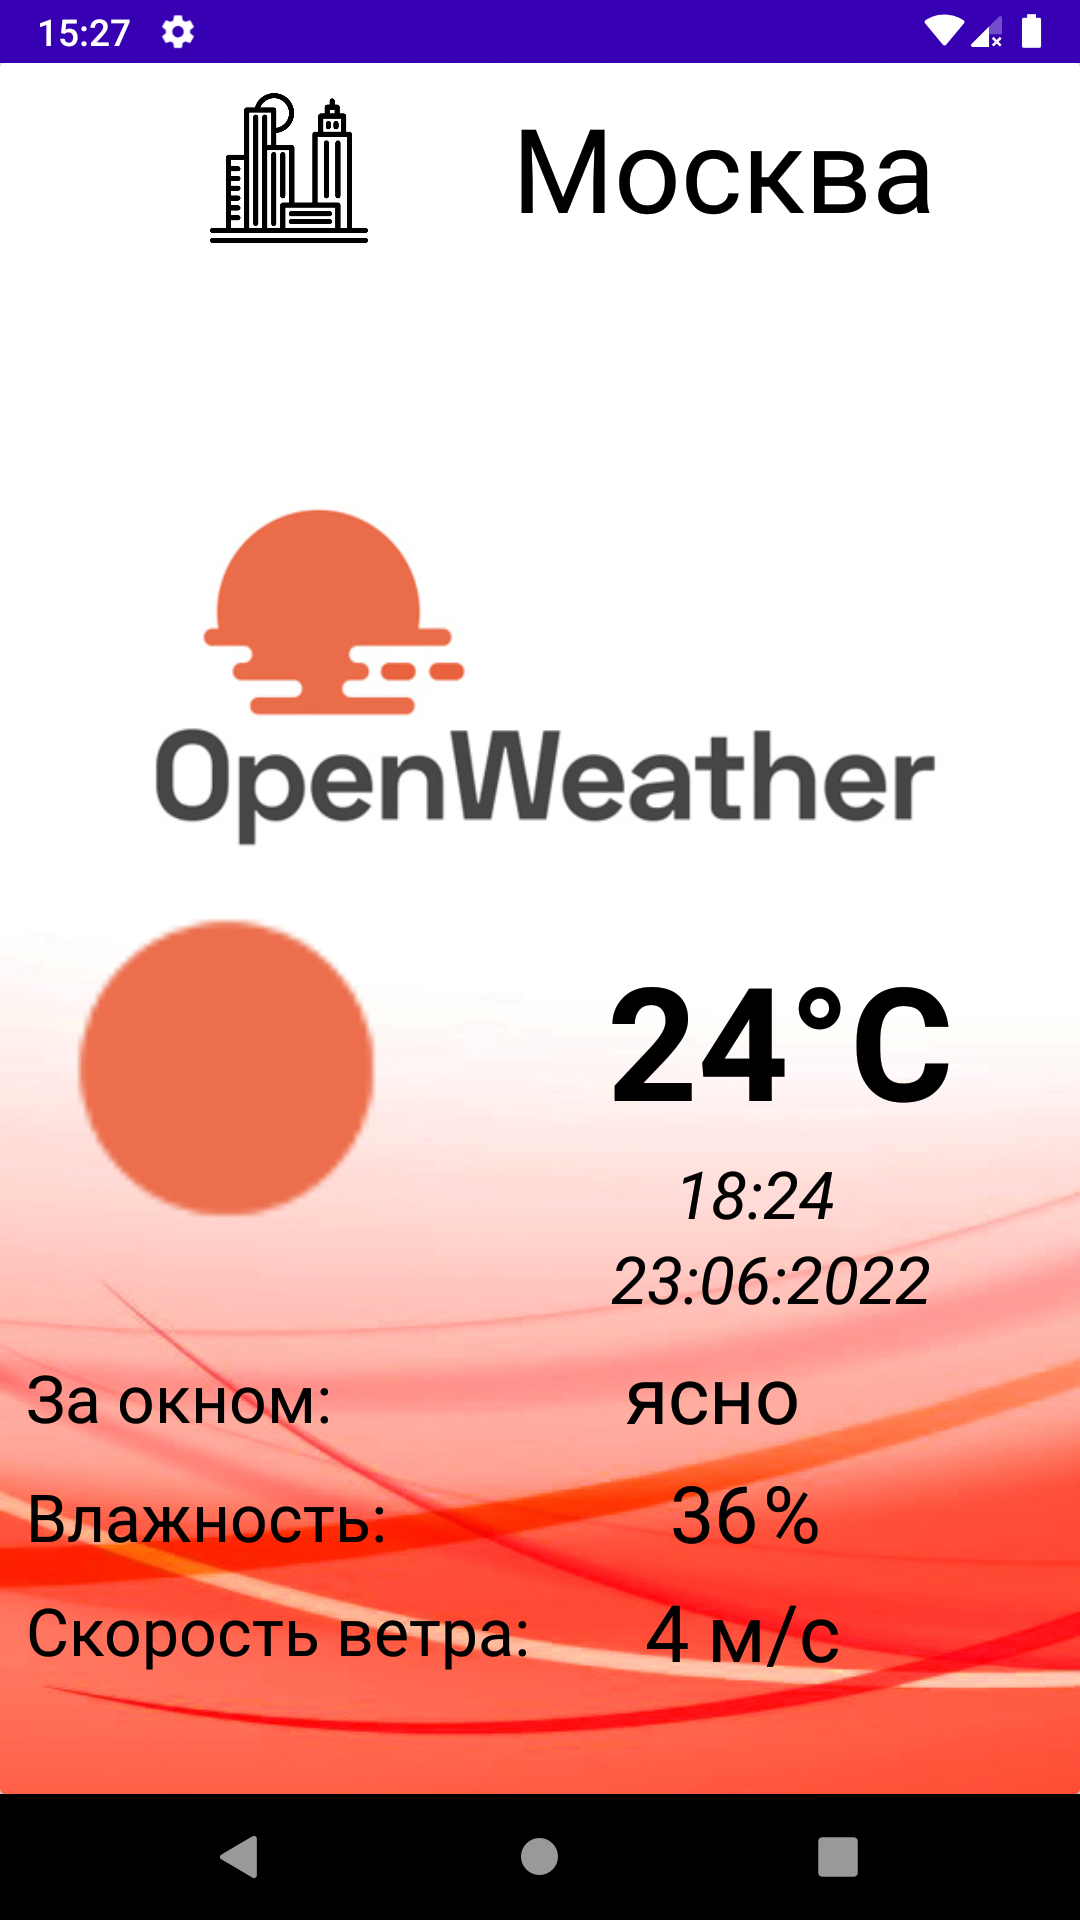 15:27
Москва
OpenWeather
24°C
18:24
23:06:2022
За окном: ясно
Влажность: 36%
Скорость ветра: 4 м/с